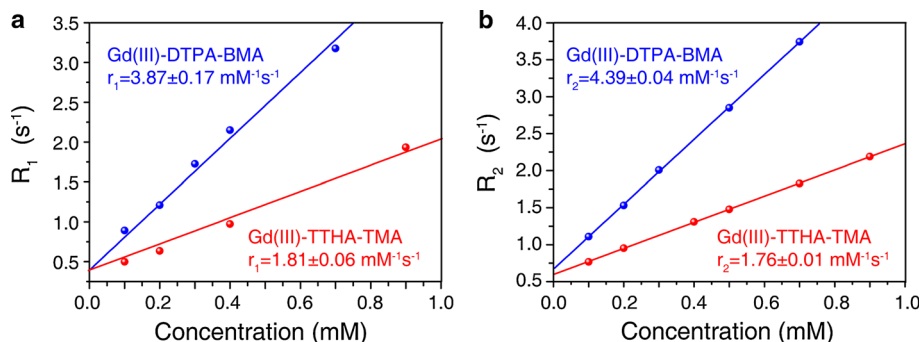 a
3.5
3.0
2.5
2.0
1.5
1.0
0.5
R₁ (s⁻¹)
Gd(III)-DTPA-BMA
r₁=3.87±0.17 mM⁻¹s⁻¹
Gd(III)-TTHA-TMA
r₁=1.81±0.06 mM⁻¹s⁻¹
0.0 0.2 0.4 0.6 0.8 1.0
Concentration (mM)
b
4.0
3.5
3.0
2.5
2.0
1.5
1.0
0.5
0.0
R₂ (s⁻¹)
Gd(III)-DTPA-BMA
r₂=4.39±0.04 mM⁻¹s⁻¹
Gd(III)-TTHA-TMA
r₂=1.76±0.01 mM⁻¹s⁻¹
0.0 0.2 0.4 0.6 0.8 1.0
Concentration (mM)